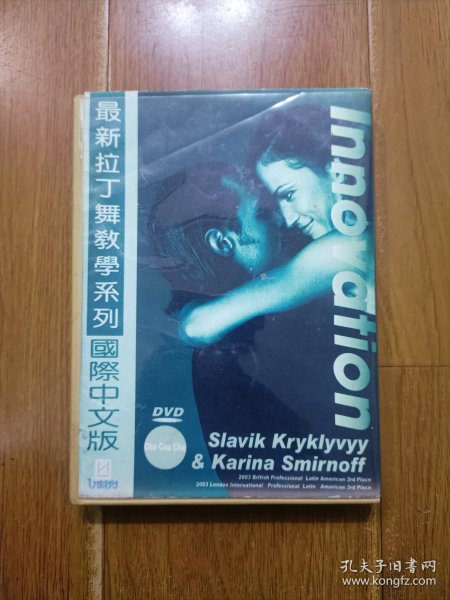 最新拉丁舞教學系列
國際中文版
Innovation
DVD
Cha Cha Cha
Slavik Kryklyvyy
& Karina Smirnoff
2003 British Professional Latin American 3rd Place
2003 London International Professional Latin American 3rd Place
孔夫子旧书网
www.kongfz.com